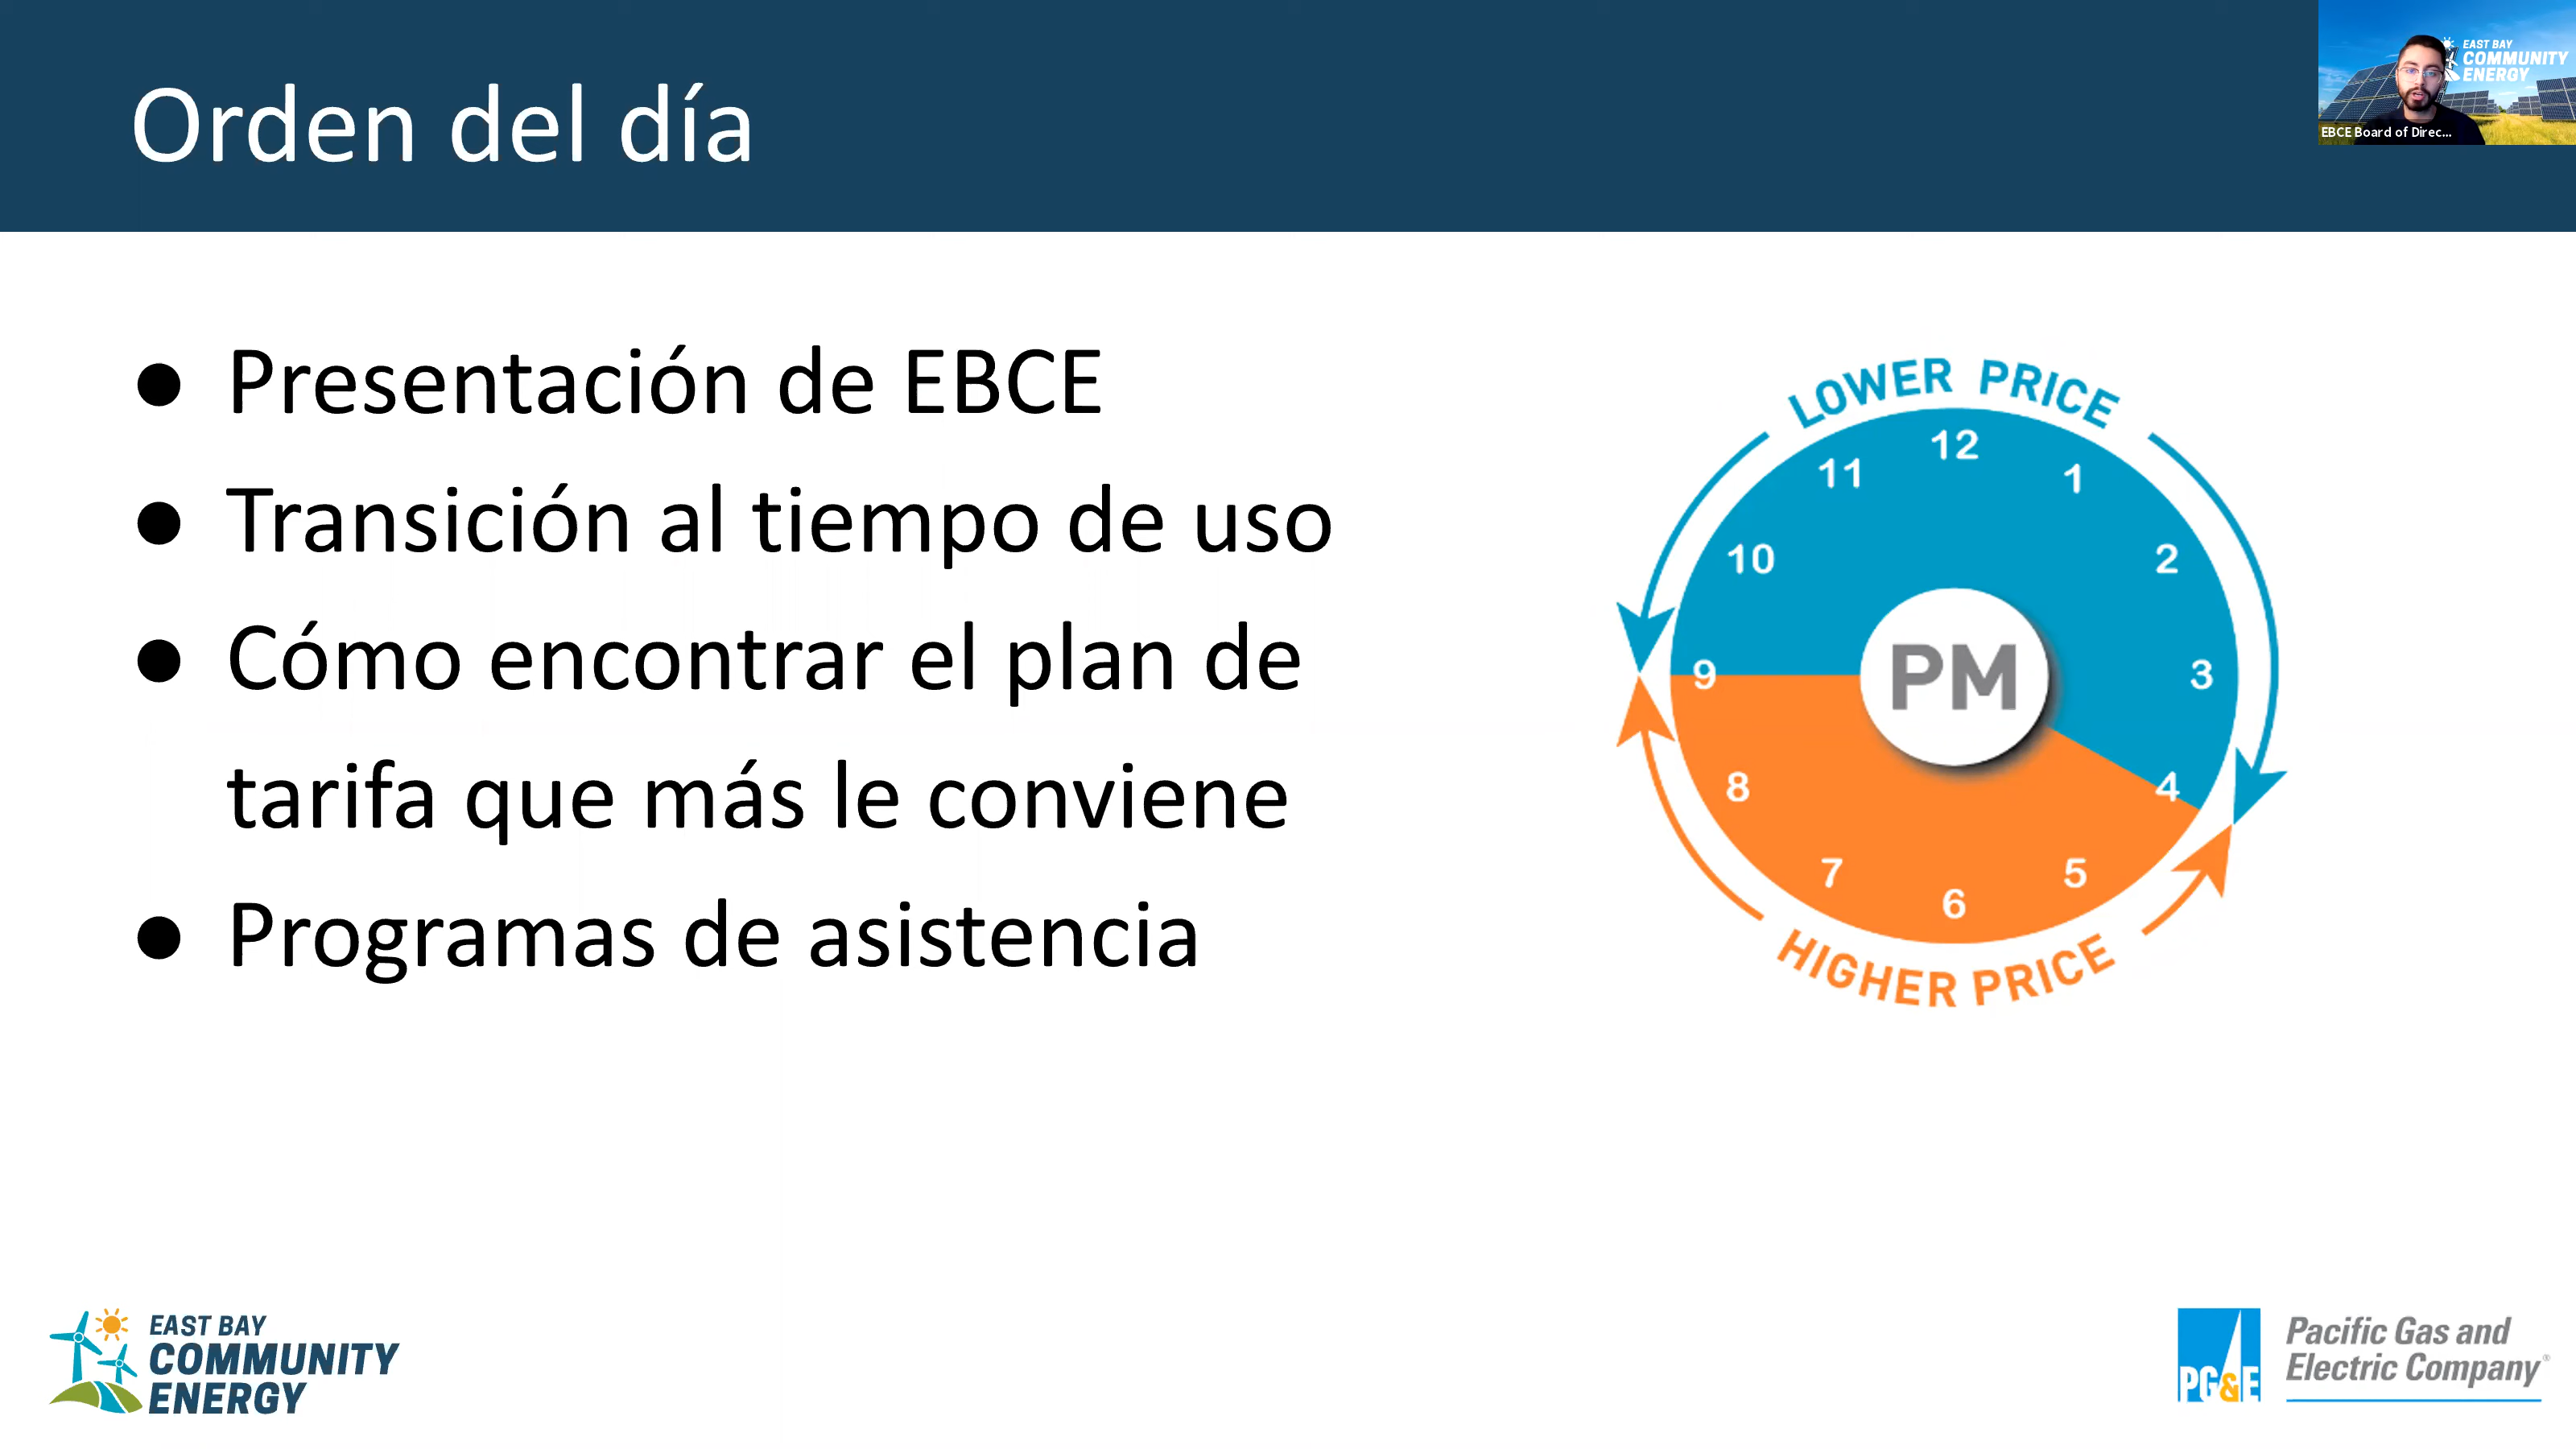 Orden del día
EAST BAY
COMMUNITY
ENERGY
EBCE Board of Direc...
● Presentación de EBCE
● Transición al tiempo de uso
● Cómo encontrar el plan de
tarifa que más le conviene
● Programas de asistencia
LOWER PRICE
12
11
1
10
2
PM
9
3
8
4
7
5
6
HIGHER PRICE
EAST BAY
COMMUNITY
ENERGY
PG&E
Pacific Gas and
Electric Company®